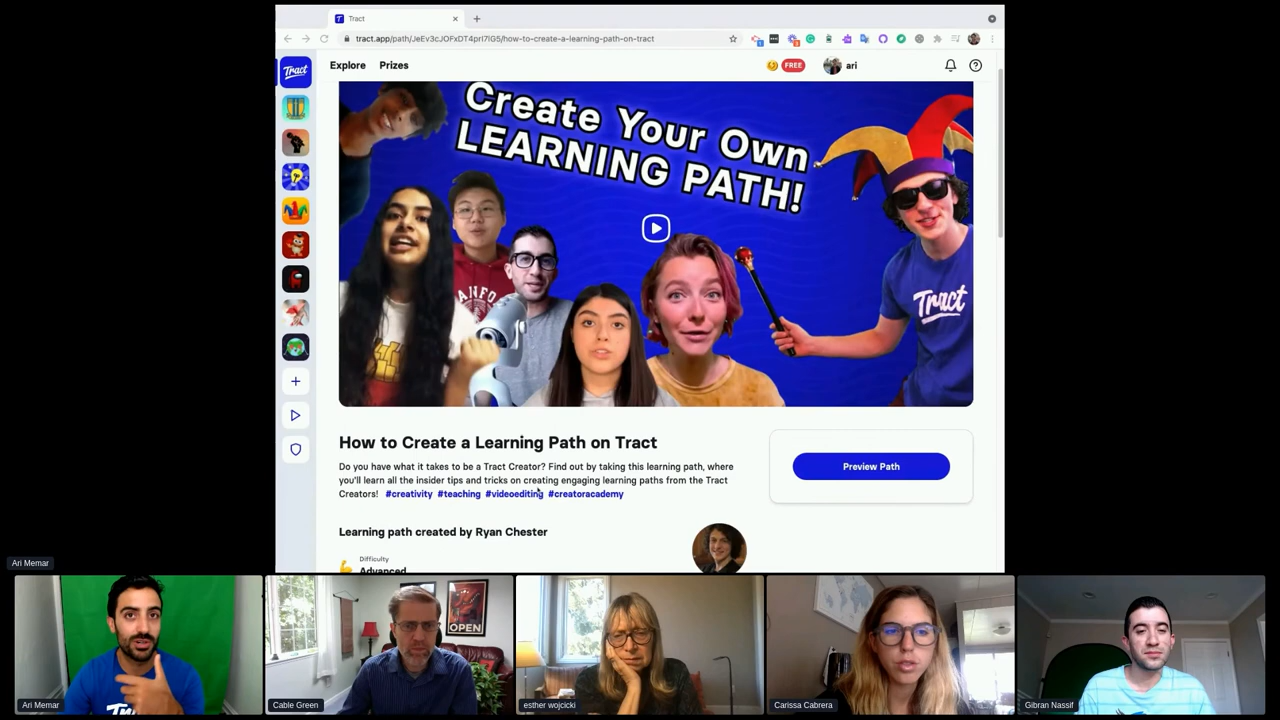 Tract
tract.app/path/JeEv3cJOFxDT4prI7lG5/how-to-create-a-learning-path-on-tract
Tract
Explore
Prizes
FREE
ari
Create Your Own
LEARNING PATH!
Tract
How to Create a Learning Path on Tract
Do you have what it takes to be a Tract Creator? Find out by taking this learning path, where
you'll learn all the insider tips and tricks on creating engaging learning paths from the Tract
Creators! #creativity #teaching #videoediting #creatoracademy
Preview Path
Learning path created by Ryan Chester
Difficulty
Advanced
Ari Memar
OPEN
Ari Memar
Cable Green
esther wojcicki
Carissa Cabrera
Gibran Nassif